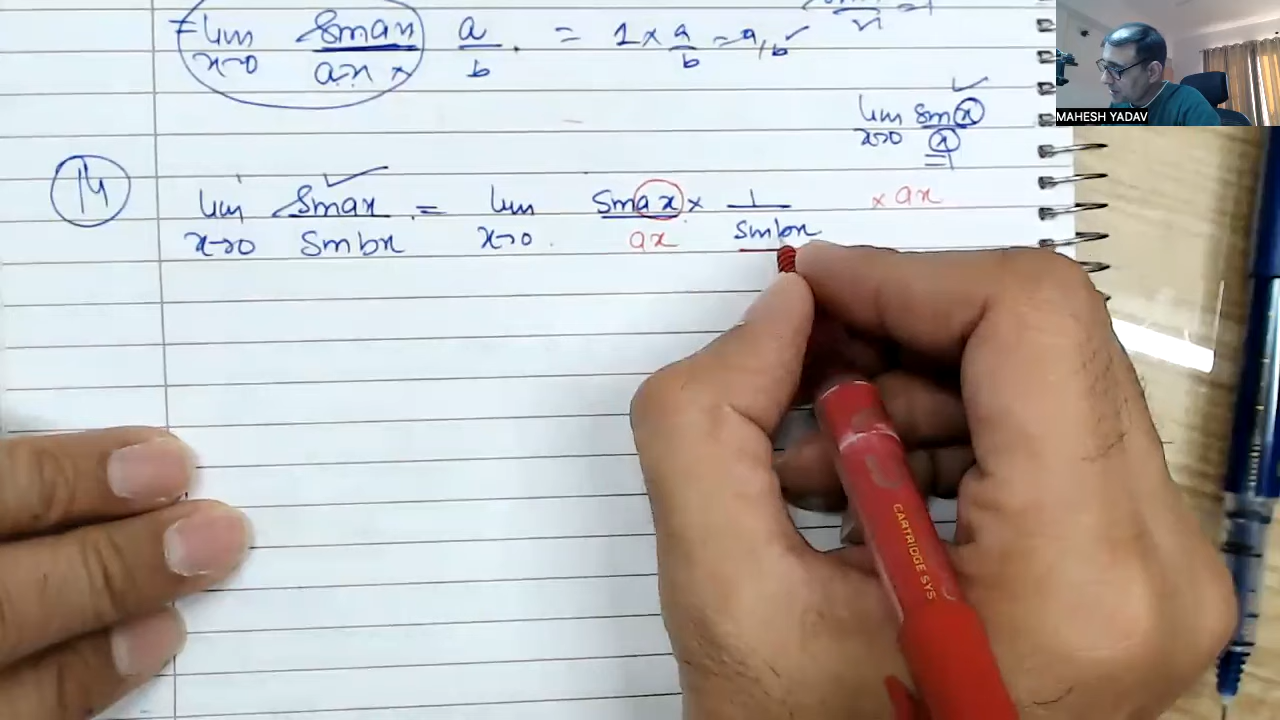 = lim x→0 sin ax / ax × a/b = 1 × a/b = a/b ✓
lim x→0 sin x / x = 1
14 lim x→0 sin ax / sin bx = lim x→0 sin ax / ax × 1 / sin bx × ax
MAHESH YADAV
CARTRIDGE SYS